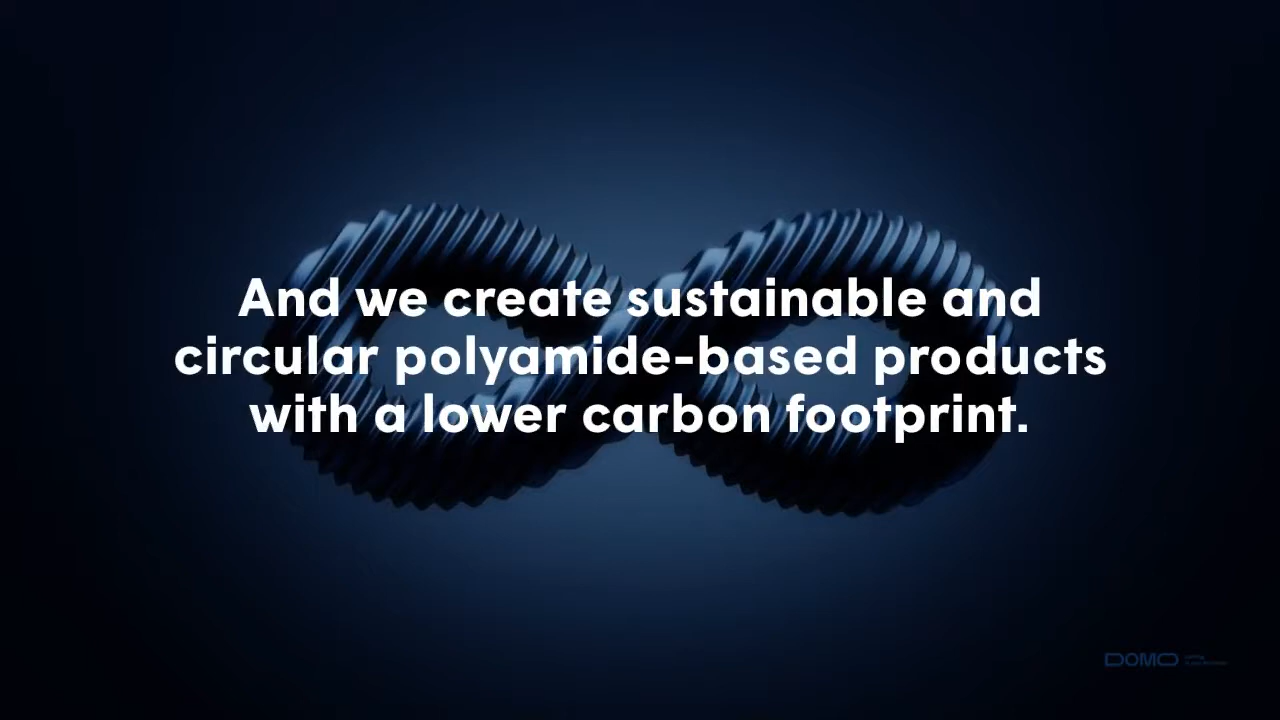 And we create sustainable and
circular polyamide-based products
with a lower carbon footprint.
DOMO